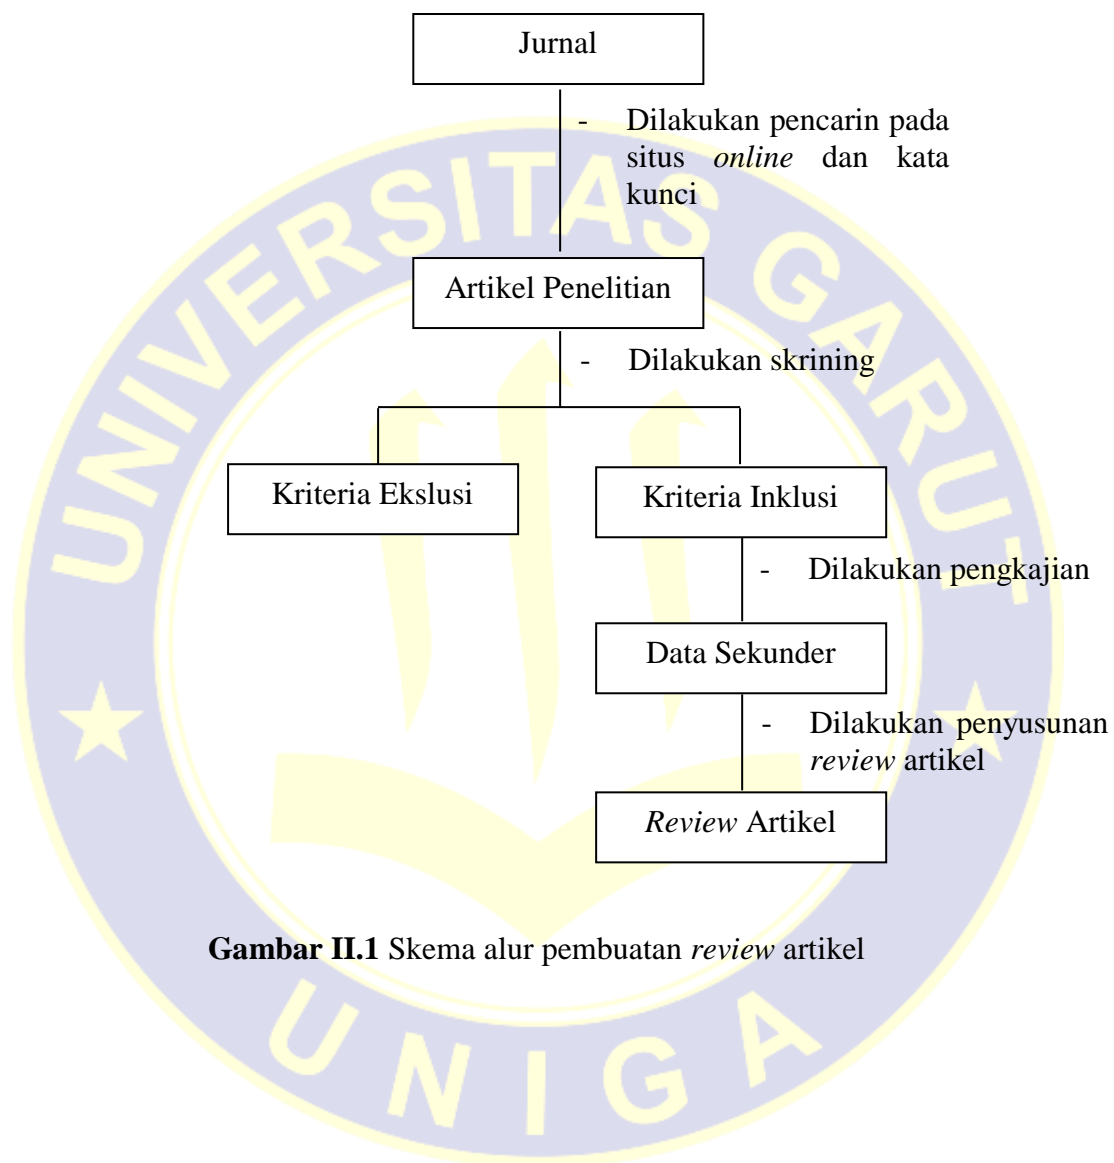 Jurnal
- Dilakukan pencarin pada
situs online dan kata
kunci
Artikel Penelitian
- Dilakukan skrining
Kriteria Ekslusi
Kriteria Inklusi
- Dilakukan pengkajian
Data Sekunder
- Dilakukan penyusunan
review artikel
Review Artikel
Gambar II.1 Skema alur pembuatan review artikel
UNIVERSITAS GARUT
UNIGA